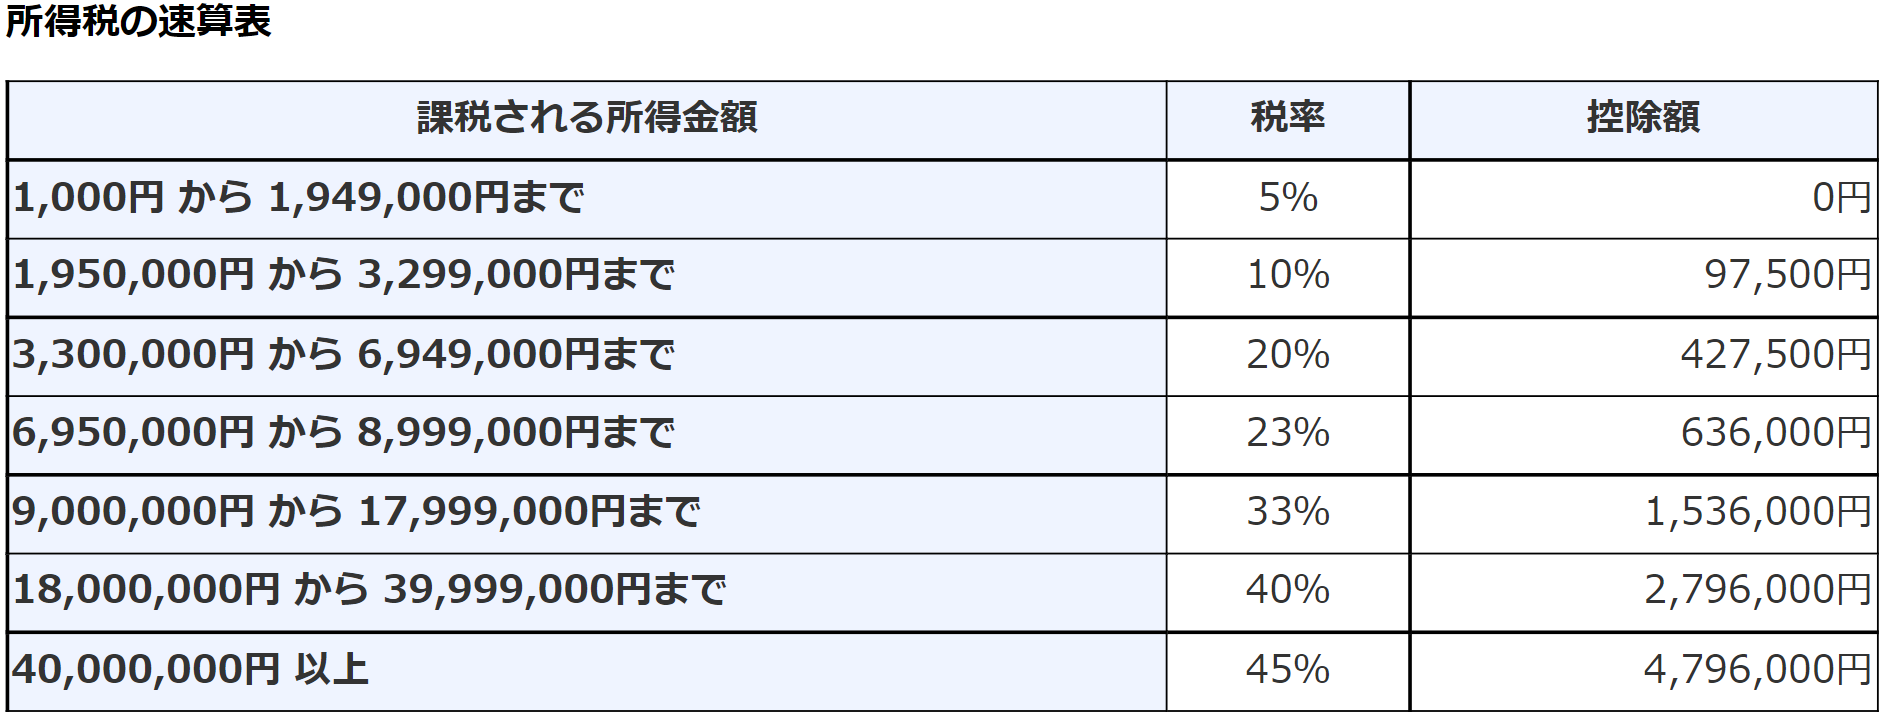 所得税の速算表
課税される所得金額 税率 控除額
1,000円 から 1,949,000円まで 5% 0円
1,950,000円 から 3,299,000円まで 10% 97,500円
3,300,000円 から 6,949,000円まで 20% 427,500円
6,950,000円 から 8,999,000円まで 23% 636,000円
9,000,000円 から 17,999,000円まで 33% 1,536,000円
18,000,000円 から 39,999,000円まで 40% 2,796,000円
40,000,000円 以上 45% 4,796,000円